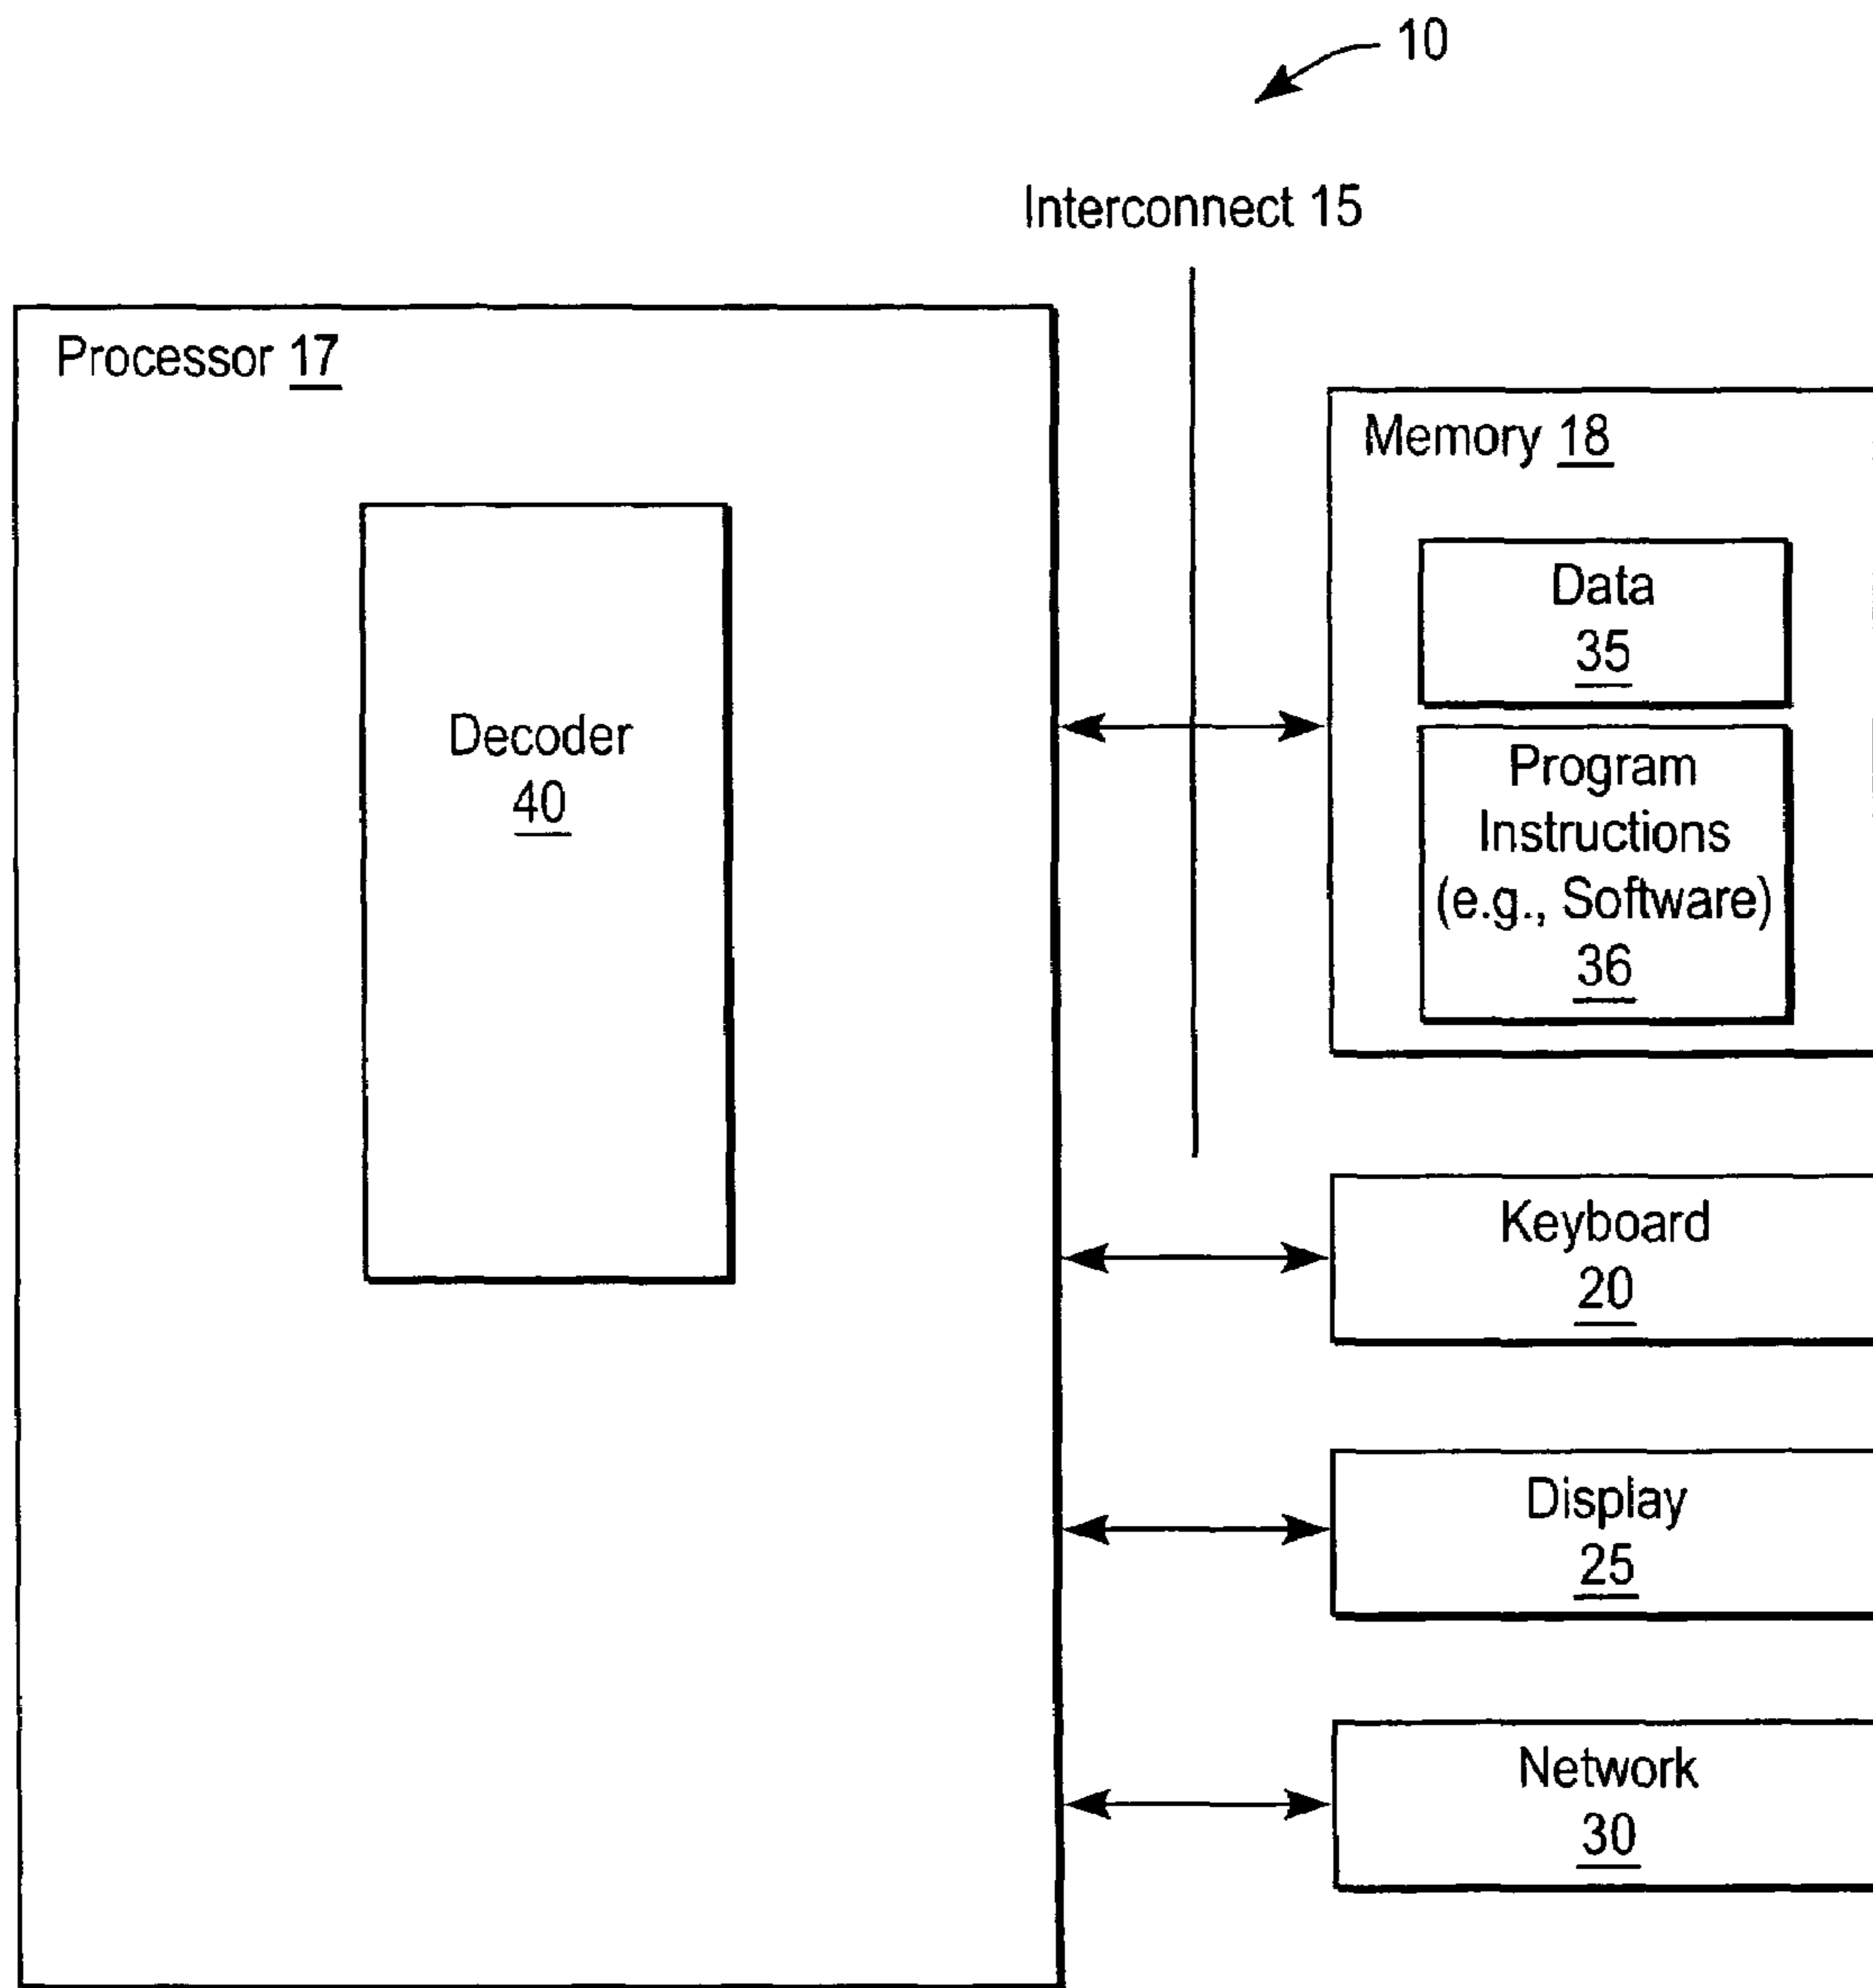 10
Interconnect 15
Processor 17
Decoder
40
Memory 18
Data
35
Program
Instructions
(e.g., Software)
36
Keyboard
20
Display
25
Network
30